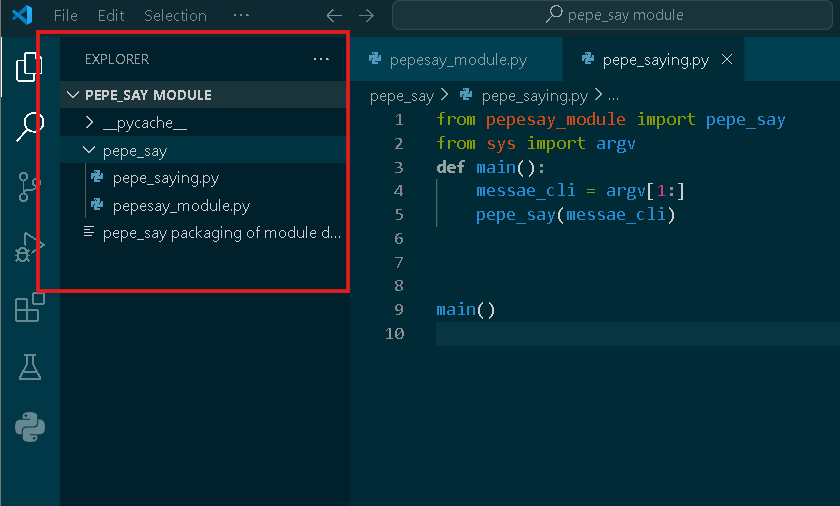 File Edit Selection ··· pepe_say module
EXPLORER ···
PEPE_SAY MODULE
__pycache__
pepe_say
pepe_saying.py
pepesay_module.py
pepe_say packaging of module d...
pepesay_module.py pepe_saying.py
pepe_say > pepe_saying.py > ...
1 from pepesay_module import pepe_say
2 from sys import argv
3 def main():
4 messae_cli = argv[1:]
5 pepe_say(messae_cli)
6
7
8
9 main()
10